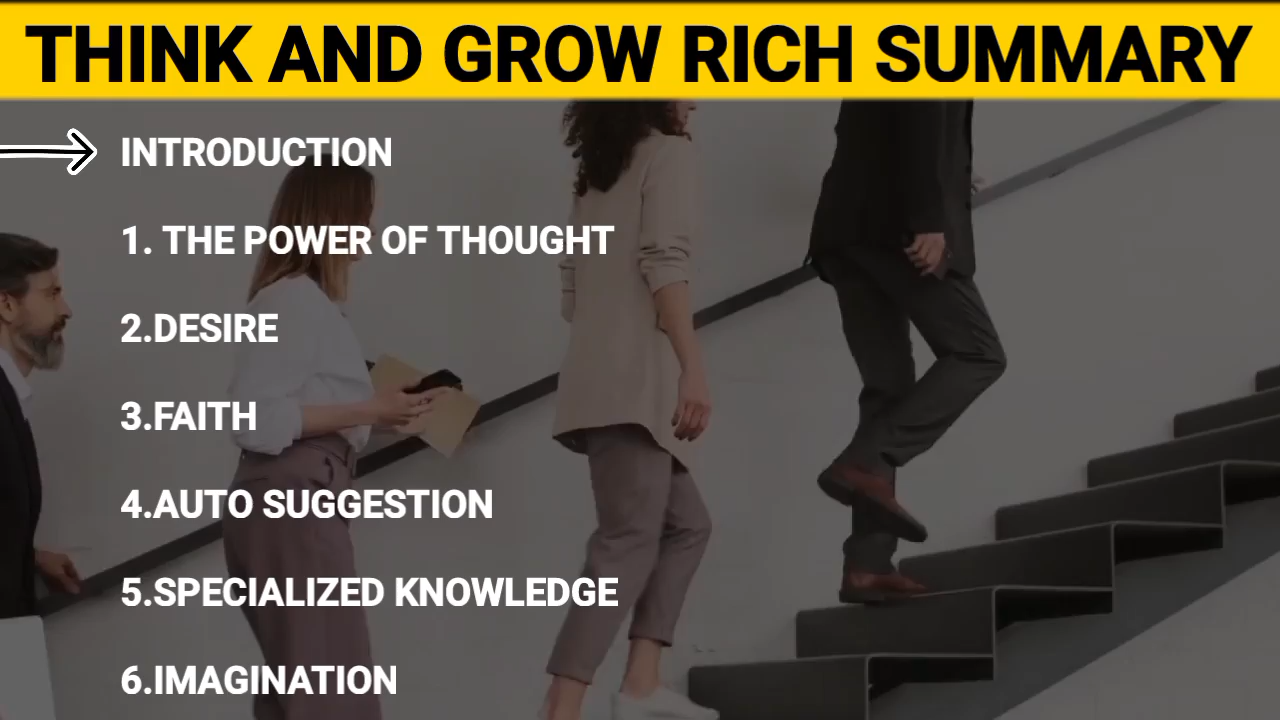 THINK AND GROW RICH SUMMARY
INTRODUCTION
1. THE POWER OF THOUGHT
2.DESIRE
3.FAITH
4.AUTO SUGGESTION
5.SPECIALIZED KNOWLEDGE
6.IMAGINATION